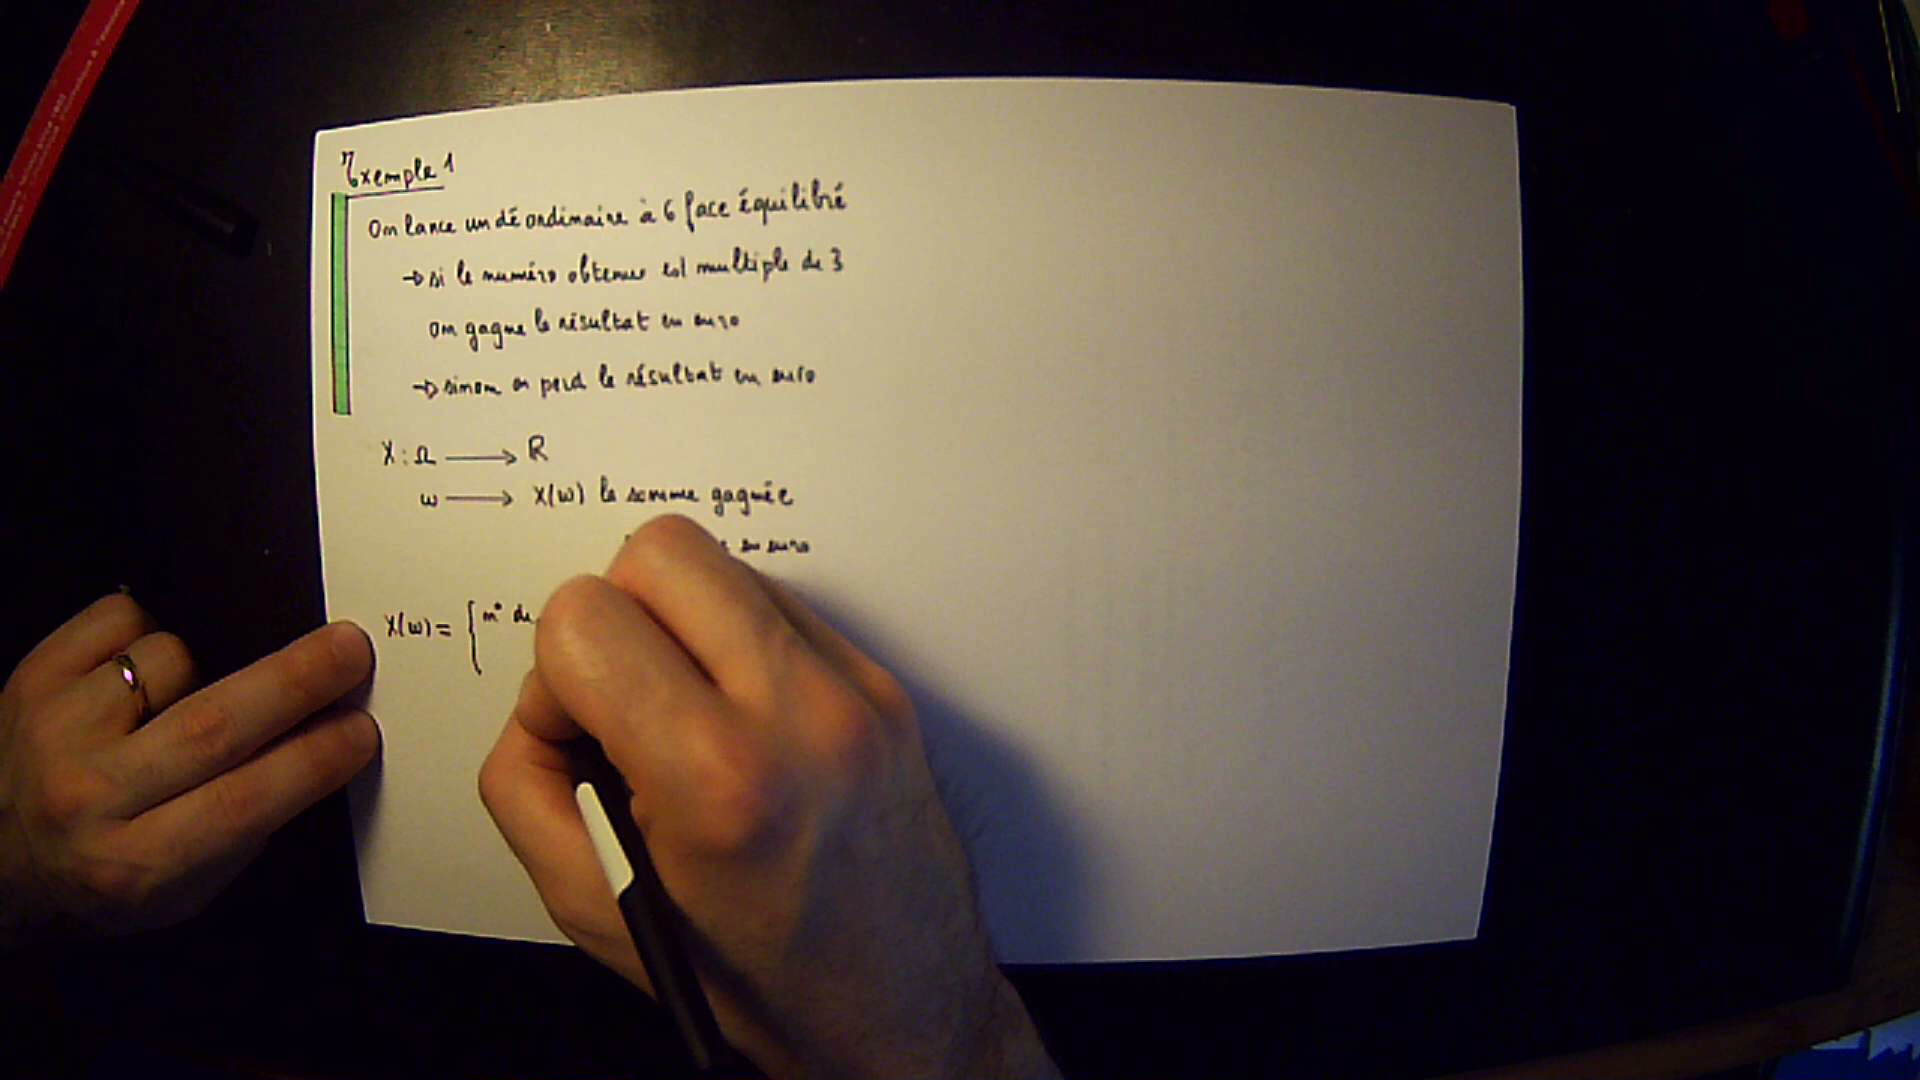 Exemple 1
On lance un dé ordinaire à 6 face équilibré
→ si le numéro obtenu est multiple de 3
on gagne le résultat en euro
→ sinon on perd le résultat en euro
X : Ω → R
ω → X(ω) la somme gagnée
en euro
X(ω) = { n° de